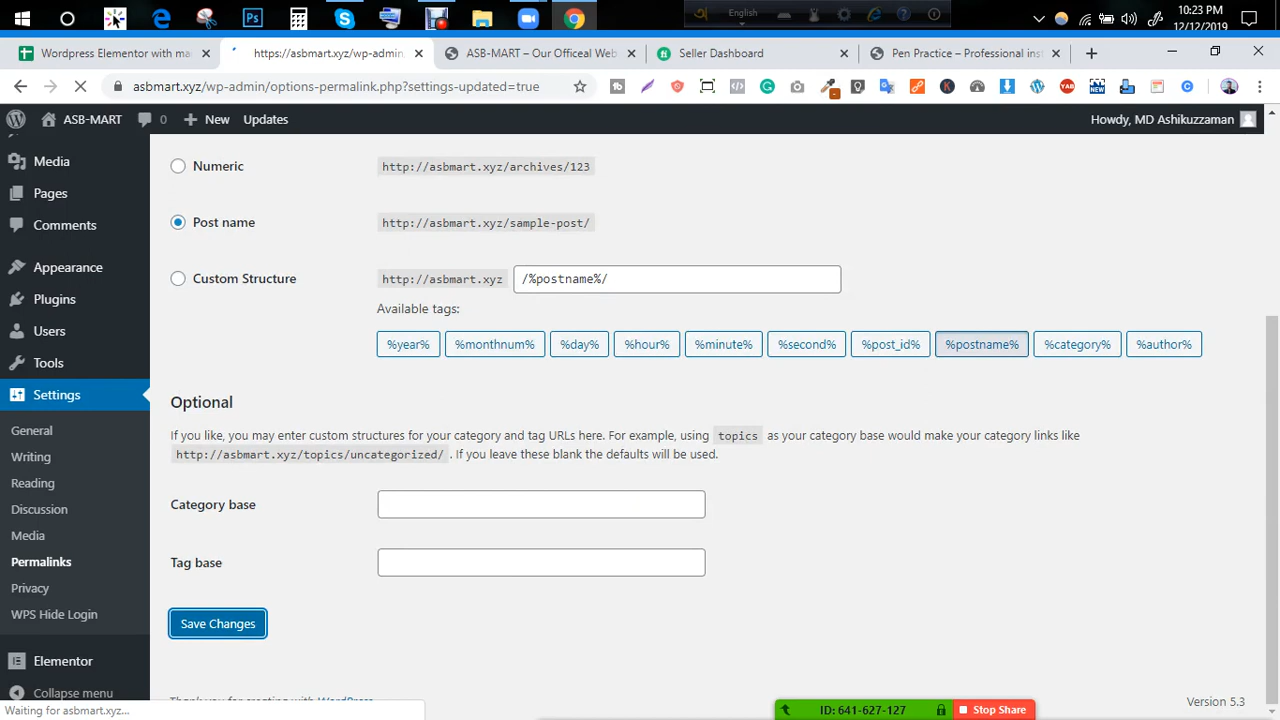 English
10:23 PM
12/12/2019
Wordpress Elementor with ma
https://asbmart.xyz/wp-admin
ASB-MART – Our Officeal Web
Seller Dashboard
Pen Practice – Professional inst
asbmart.xyz/wp-admin/options-permalink.php?settings-updated=true
ASB-MART 0 New Updates Howdy, MD Ashikuzzaman
Media
Pages
Comments
Appearance
Plugins
Users
Tools
Settings
General
Writing
Reading
Discussion
Media
Permalinks
Privacy
WPS Hide Login
Elementor
Collapse menu
Numeric http://asbmart.xyz/archives/123
Post name http://asbmart.xyz/sample-post/
Custom Structure http://asbmart.xyz /%postname%/
Available tags:
%year% %monthnum% %day% %hour% %minute% %second% %post_id% %postname% %category% %author%
Optional
If you like, you may enter custom structures for your category and tag URLs here. For example, using topics as your category base would make your category links like
http://asbmart.xyz/topics/uncategorized/ . If you leave these blank the defaults will be used.
Category base
Tag base
Save Changes
Thank you for creating with WordPress
Version 5.3
Waiting for asbmart.xyz...
ID: 641-627-127 Stop Share